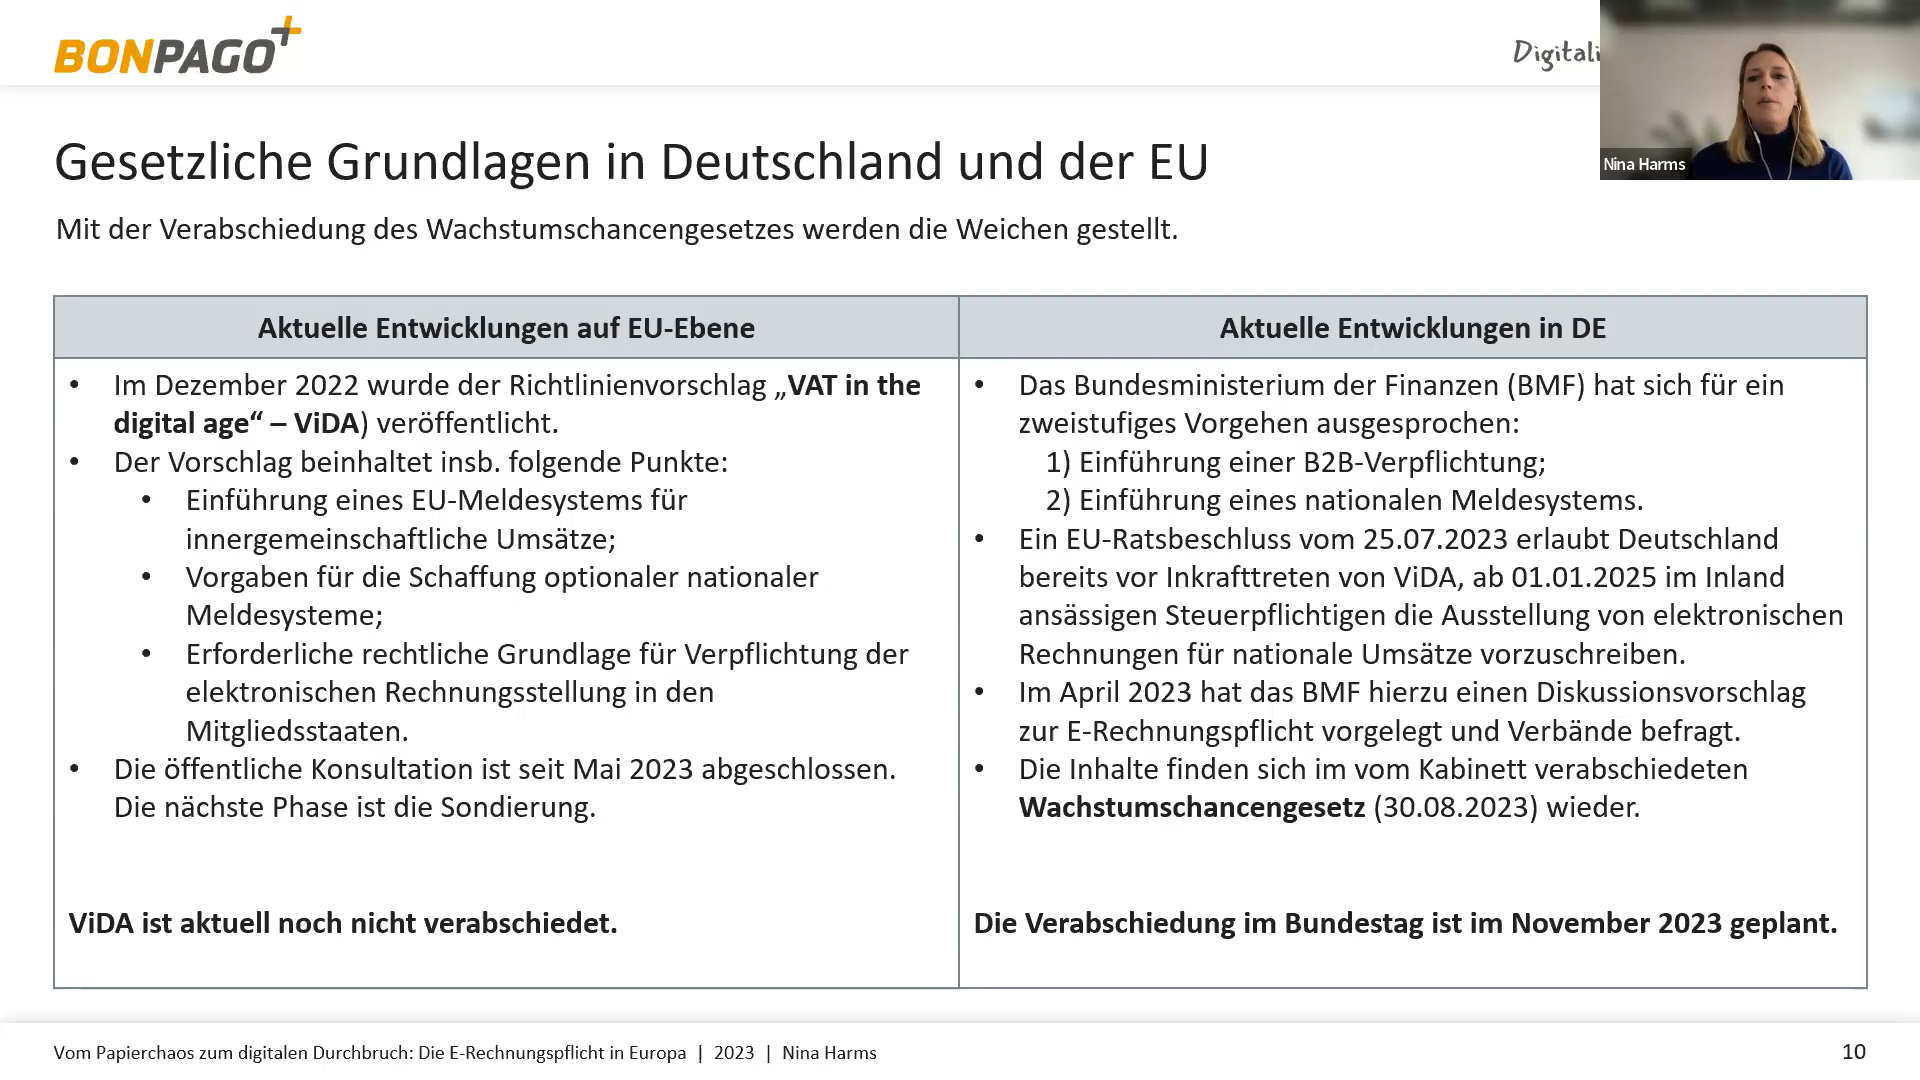 BONPAGO
Digitali
Nina Harms
Gesetzliche Grundlagen in Deutschland und der EU
Mit der Verabschiedung des Wachstumschancengesetzes werden die Weichen gestellt.
Aktuelle Entwicklungen auf EU-Ebene
• Im Dezember 2022 wurde der Richtlinienvorschlag „VAT in the
digital age“ – ViDA) veröffentlicht.
• Der Vorschlag beinhaltet insb. folgende Punkte:
• Einführung eines EU-Meldesystems für
innergemeinschaftliche Umsätze;
• Vorgaben für die Schaffung optionaler nationaler
Meldesysteme;
• Erforderliche rechtliche Grundlage für Verpflichtung der
elektronischen Rechnungsstellung in den
Mitgliedsstaaten.
• Die öffentliche Konsultation ist seit Mai 2023 abgeschlossen.
Die nächste Phase ist die Sondierung.
ViDA ist aktuell noch nicht verabschiedet.
Aktuelle Entwicklungen in DE
• Das Bundesministerium der Finanzen (BMF) hat sich für ein
zweistufiges Vorgehen ausgesprochen:
1) Einführung einer B2B-Verpflichtung;
2) Einführung eines nationalen Meldesystems.
• Ein EU-Ratsbeschluss vom 25.07.2023 erlaubt Deutschland
bereits vor Inkrafttreten von ViDA, ab 01.01.2025 im Inland
ansässigen Steuerpflichtigen die Ausstellung von elektronischen
Rechnungen für nationale Umsätze vorzuschreiben.
• Im April 2023 hat das BMF hierzu einen Diskussionsvorschlag
zur E-Rechnungspflicht vorgelegt und Verbände befragt.
• Die Inhalte finden sich im vom Kabinett verabschiedeten
Wachstumschancengesetz (30.08.2023) wieder.
Die Verabschiedung im Bundestag ist im November 2023 geplant.
Vom Papierchaos zum digitalen Durchbruch: Die E-Rechnungspflicht in Europa | 2023 | Nina Harms
10